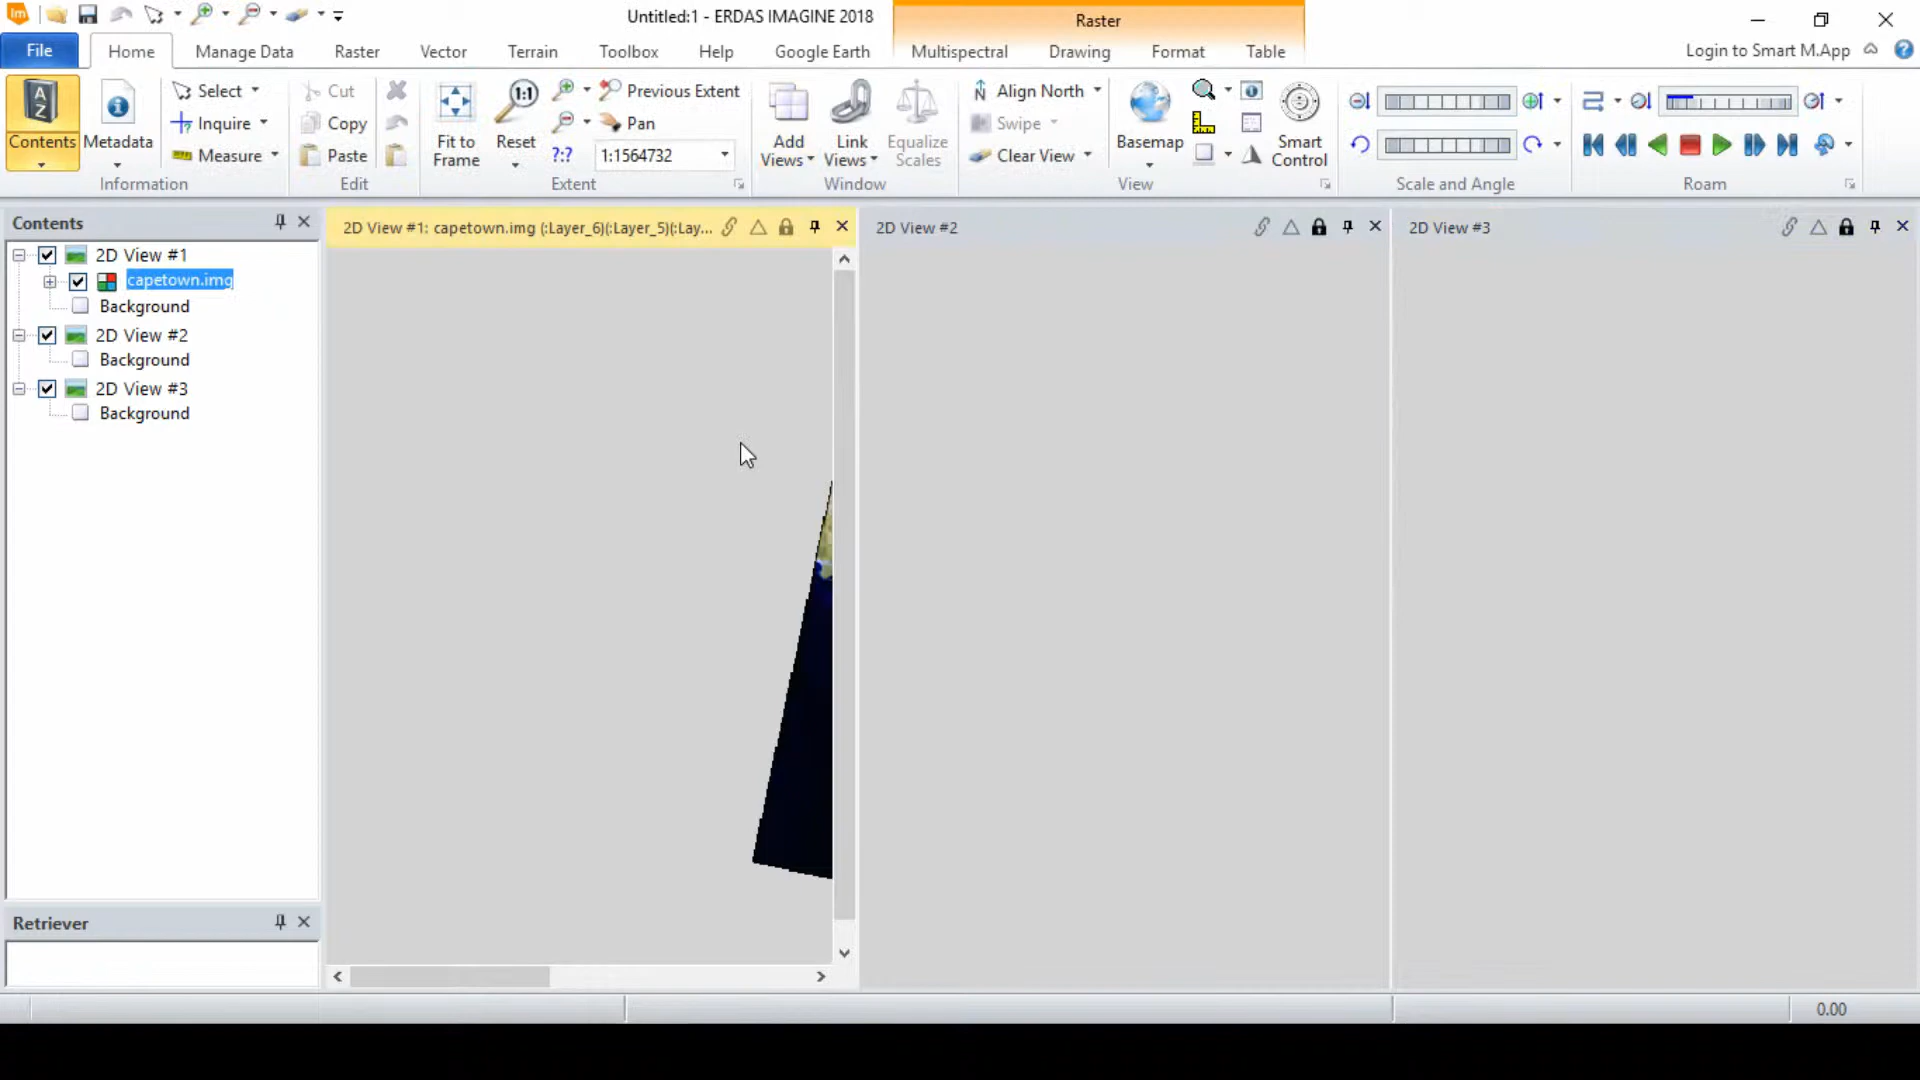 Untitled:1 - ERDAS IMAGINE 2018
Raster
File
Home
Manage Data
Raster
Vector
Terrain
Toolbox
Help
Google Earth
Multispectral
Drawing
Format
Table
Login to Smart M.App
Contents
Metadata
Select
Inquire
Measure
Information
Cut
Copy
Paste
Edit
Fit to
Frame
1:1
Reset
Previous Extent
Pan
?:?
1:1564732
Extent
Add
Views
Link
Views
Equalize
Scales
Window
Align North
Swipe
Clear View
Basemap
Smart
Control
View
Scale and Angle
Roam
Contents
2D View #1
capetown.img
Background
2D View #2
Background
2D View #3
Background
2D View #1: capetown.img (:Layer_6)(:Layer_5)(:Lay...
2D View #2
2D View #3
Retriever
0.00